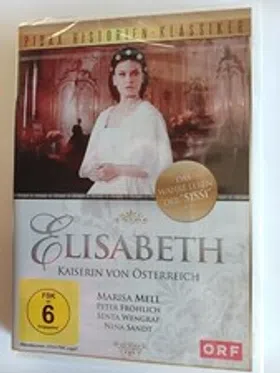 PIDAX HISTORIEN-KLASSIKER
DAS
WAHRE LEBEN
DER "SISSI"
ELISABETH
KAISERIN VON ÖSTERREICH
MARISA MELL
PETER FRÖHLICH
SENTA WENGRAF
NINA SANDT
FSK
ab
6
freigegeben
ORF